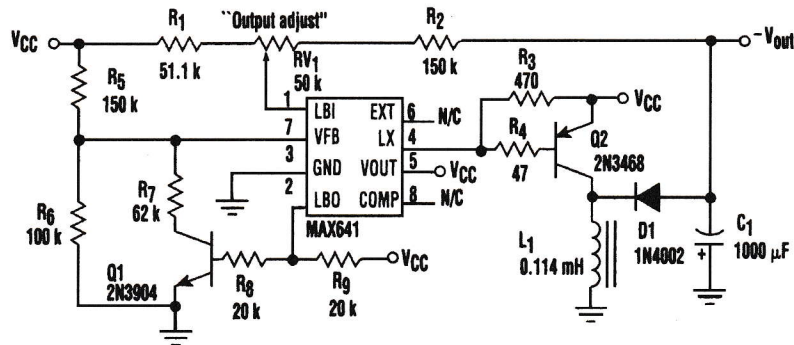 R1
"Output adjust"
R2
VCC
51.1 k
RV1
50 k
150 k
-Vout
R5
150 k
R3
470
VCC
1
LBI
EXT
6
N/C
7
VFB
LX
4
R4
47
Q2
2N3468
3
GND
VOUT
5
VCC
2
LBO
COMP
8
N/C
MAX641
R7
62 k
R6
100 k
Q1
2N3904
R8
20 k
R9
20 k
VCC
L1
0.114 mH
D1
1N4002
C1
1000 μF
+